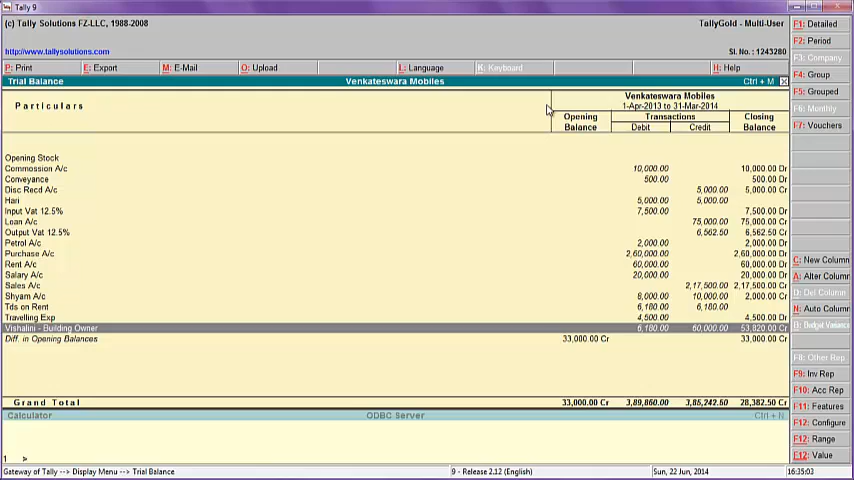 Tally 9
(c) Tally Solutions FZ-LLC, 1988-2008
TallyGold - Multi-User
http://www.tallysolutions.com
Sl. No.: 1243280
P: Print
E: Export
M: E-Mail
O: Upload
L: Language
K: Keyboard
H: Help
Trial Balance
Venkateswara Mobiles
Ctrl + M
Particulars
Venkateswara Mobiles
1-Apr-2013 to 31-Mar-2014
Opening Balance
Transactions
Closing Balance
Debit
Credit
Opening Stock
Commossion A/c 10,000.00 10,000.00 Dr
Conveyance 500.00 500.00 Dr
Disc Recd A/c 5,000.00 5,000.00 Cr
Hari 5,000.00 5,000.00
Input Vat 12.5% 7,500.00 7,500.00 Dr
Loan A/c 75,000.00 75,000.00 Cr
Output Vat 12.5% 6,562.50 6,562.50 Cr
Petrol A/c 2,000.00 2,000.00 Dr
Purchase A/c 2,60,000.00 2,60,000.00 Dr
Rent A/c 60,000.00 60,000.00 Dr
Salary A/c 20,000.00 20,000.00 Dr
Sales A/c 2,17,500.00 2,17,500.00 Cr
Shyam A/c 8,000.00 10,000.00 2,000.00 Cr
Tds on Rent 6,180.00 6,180.00
Travelling Exp 4,500.00 4,500.00 Dr
Vishalini - Building Owner 6,180.00 60,000.00 53,820.00 Cr
Diff. in Opening Balances 33,000.00 Cr 33,000.00 Cr
Grand Total 33,000.00 Cr 3,89,860.00 3,85,242.50 28,382.50 Cr
Calculator
ODBC Server
Ctrl + N
1 >
Gateway of Tally --> Display Menu --> Trial Balance
9 - Release 2.12 (English)
Sun, 22 Jun, 2014
16:35:03
F1: Detailed
F2: Period
F3: Company
F4: Group
F5: Grouped
F6: Monthly
F7: Vouchers
C: New Column
A: Alter Column
D: Del Column
N: Auto Column
B: Budget Variance
F8: Other Rep
F9: Inv Rep
F10: Acc Rep
F11: Features
F12: Configure
F12: Range
F12: Value